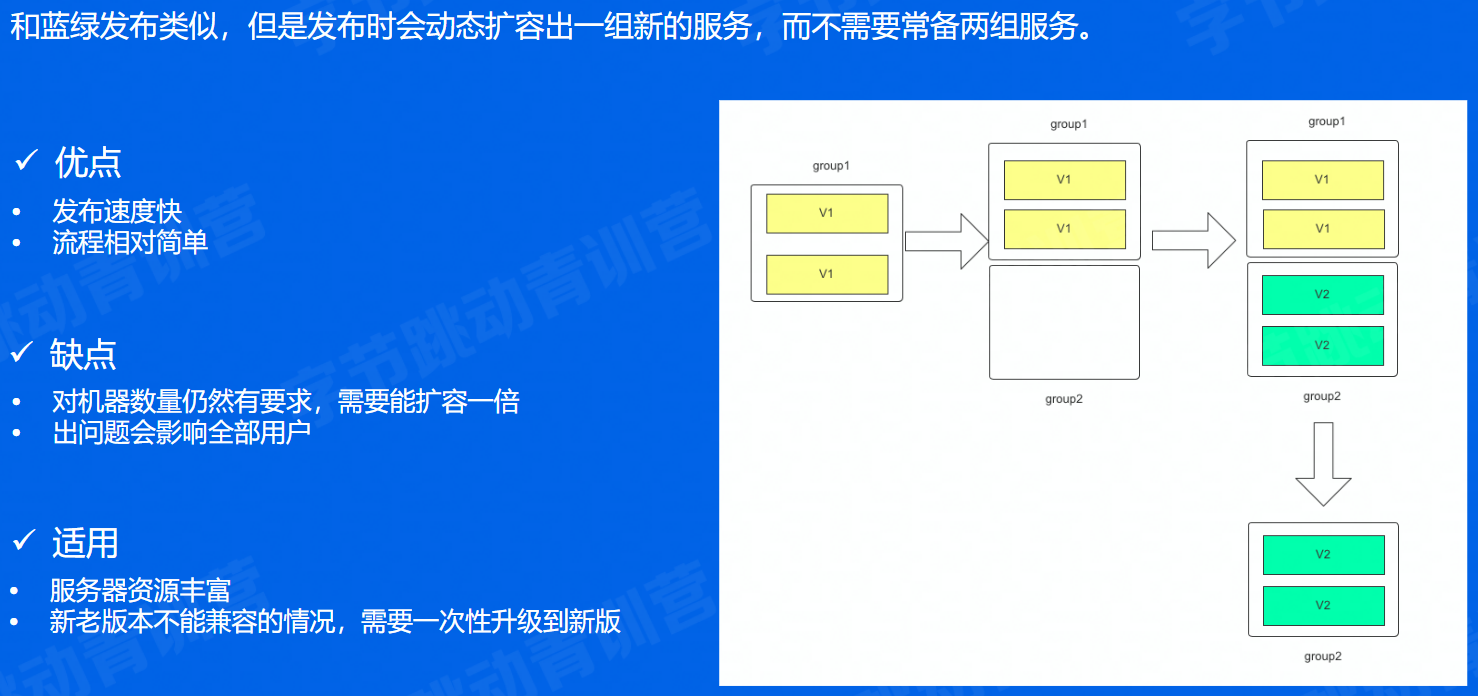 和蓝绿发布类似，但是发布时会动态扩容出一组新的服务，而不需要常备两组服务。
✓ 优点
• 发布速度快
• 流程相对简单
✓ 缺点
• 对机器数量仍然有要求，需要能扩容一倍
• 出问题会影响全部用户
✓ 适用
• 服务器资源丰富
• 新老版本不能兼容的情况，需要一次性升级到新版
group1
V1
V1
group1
V1
V1
group2
group1
V1
V1
V2
V2
group2
V2
V2
group2
字节跳动青训营